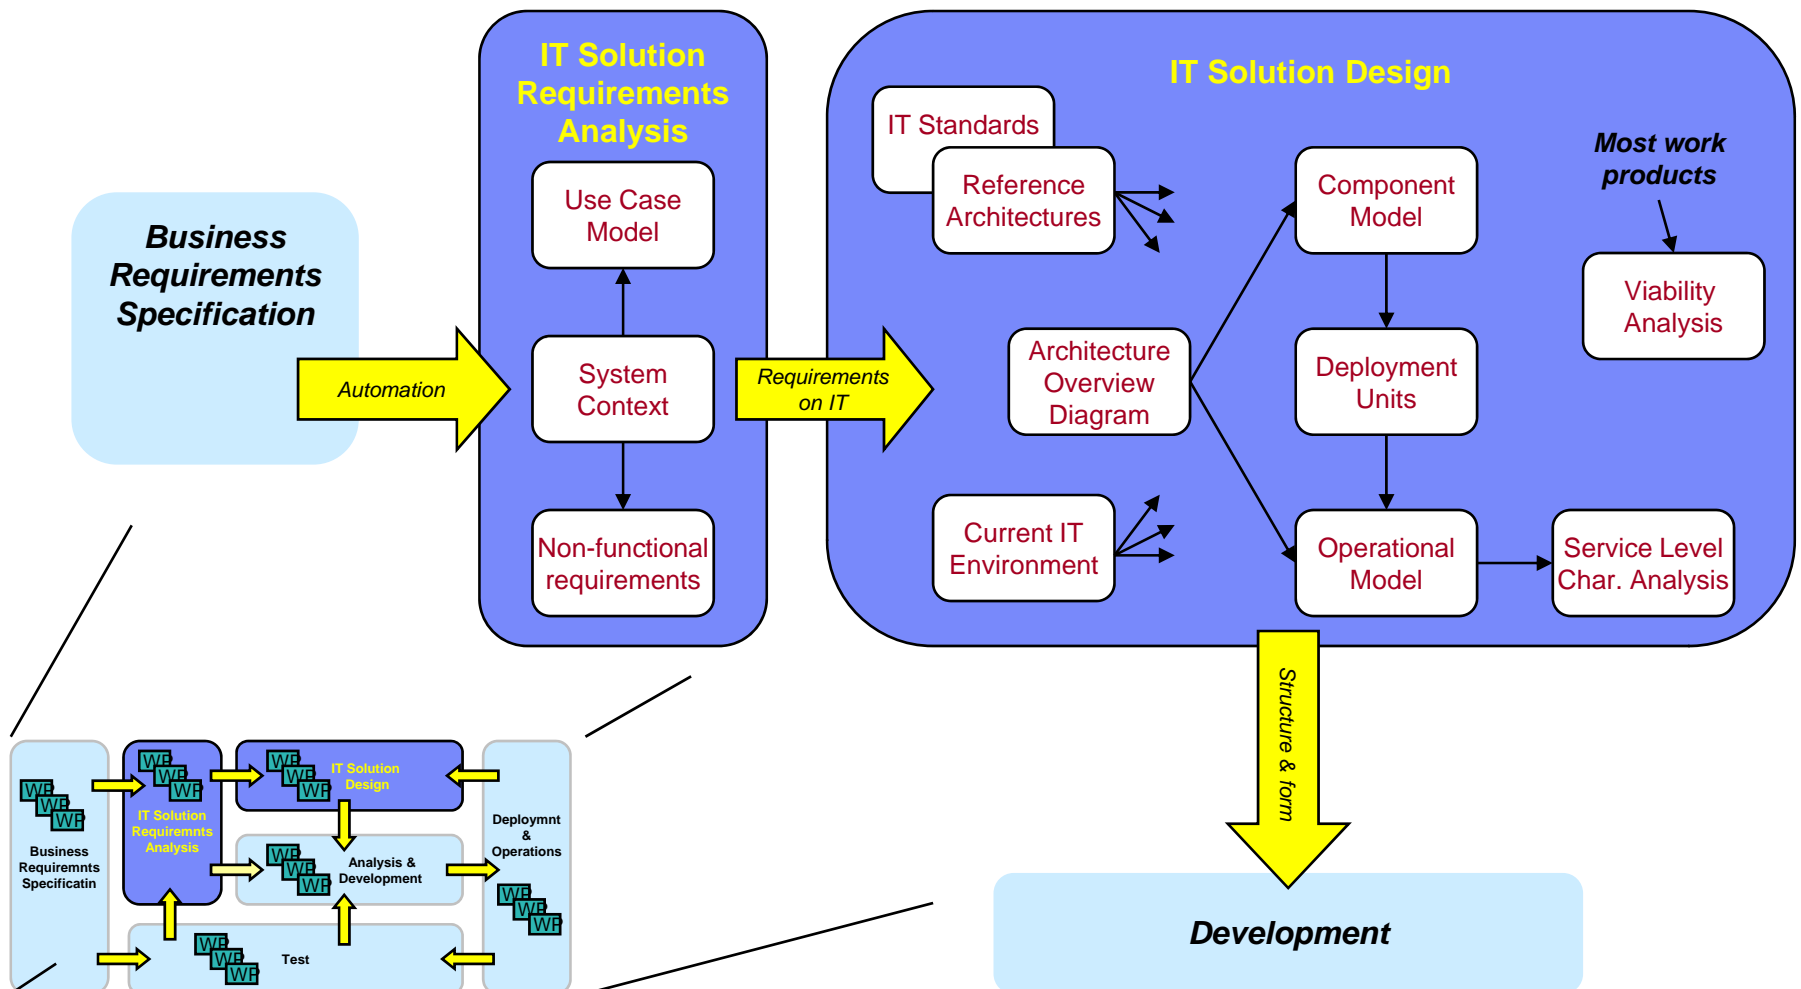 IT Solution
Requirements
Analysis
IT Solution Design
Business
Requirements
Specification
Automation
Use Case
Model
System
Context
Non-functional
requirements
Requirements
on IT
IT Standards
Reference
Architectures
Architecture
Overview
Diagram
Current IT
Environment
Component
Model
Deployment
Units
Operational
Model
Most work
products
Viability
Analysis
Service Level
Char. Analysis
Structure & form
Development
WP
WP
WP
Business
Requiremnts
Specificatin
WP
WP
WP
IT Solution
Requiremnts
Analysis
WP
WP
WP
IT Solution
Design
WP
WP
WP
Analysis &
Development
Deploymnt
&
Operations
WP
WP
WP
WP
WP
WP
Test